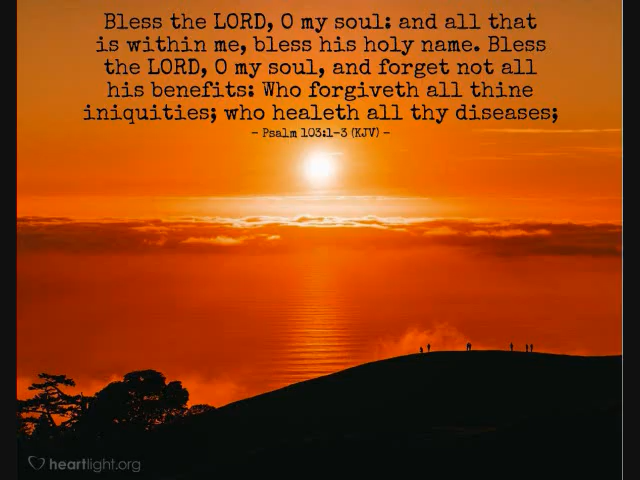 Bless the LORD, O my soul: and all that
is within me, bless his holy name. Bless
the LORD, O my soul, and forget not all
his benefits: Who forgiveth all thine
iniquities; who healeth all thy diseases;
- Psalm 103:1-3 (KJV) -
heartlight.org